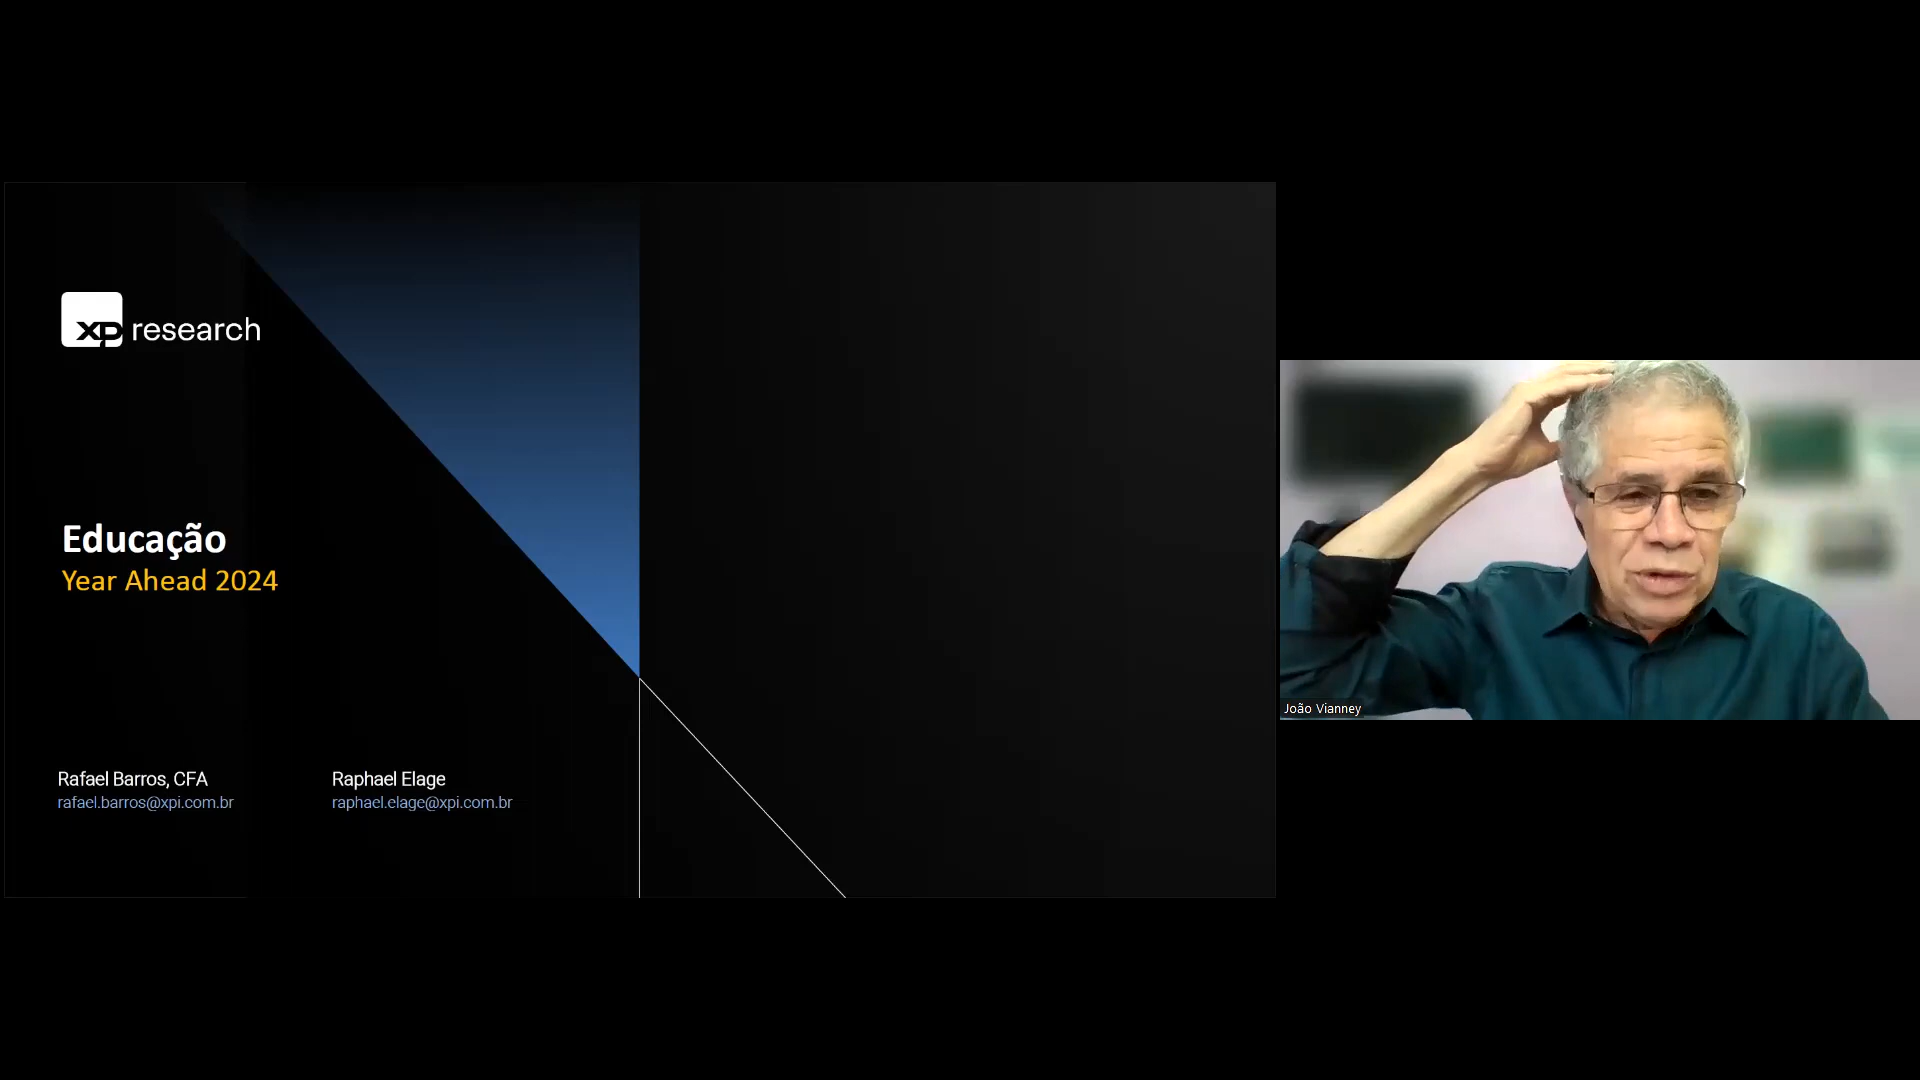 xp research
Educação
Year Ahead 2024
Rafael Barros, CFA
rafael.barros@xpi.com.br
Raphael Elage
raphael.elage@xpi.com.br
João Vianney